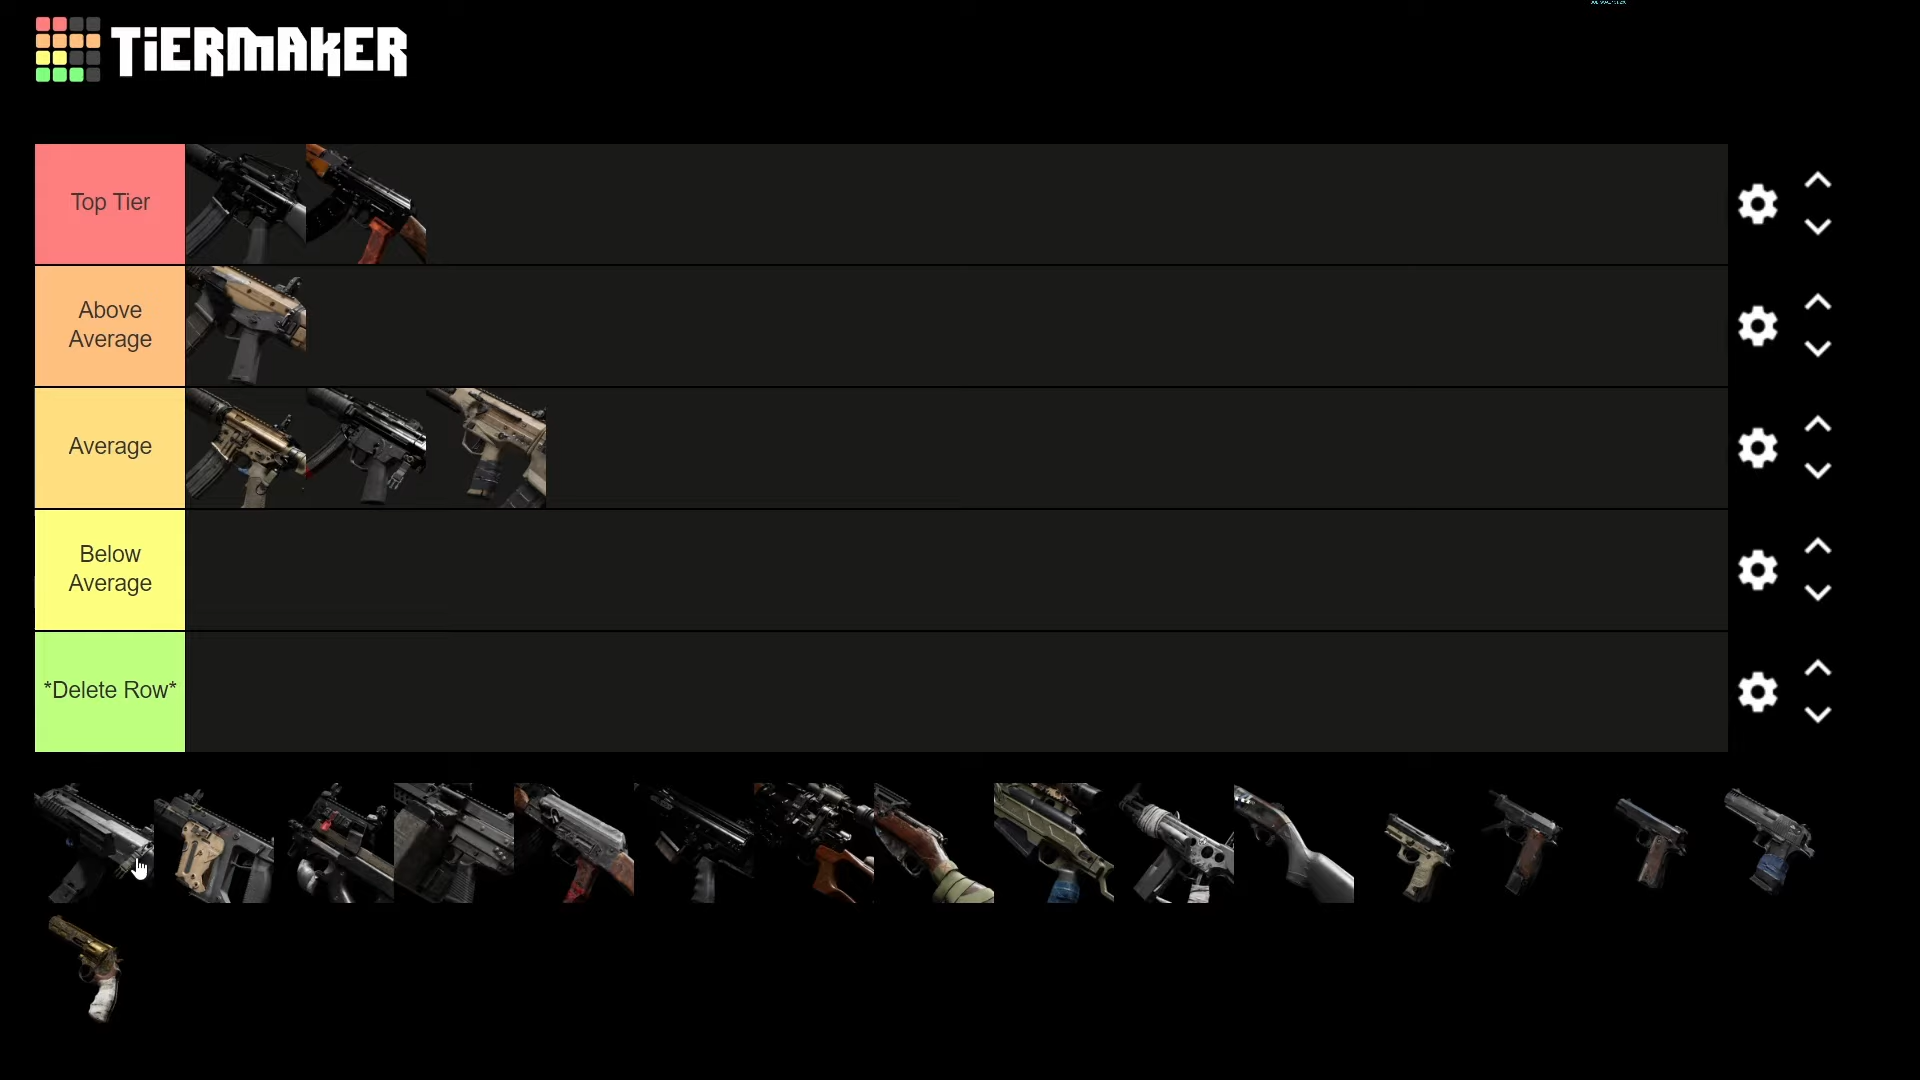 TiERMAKER
Top Tier
Above
Average
Average
Below
Average
*Delete Row*